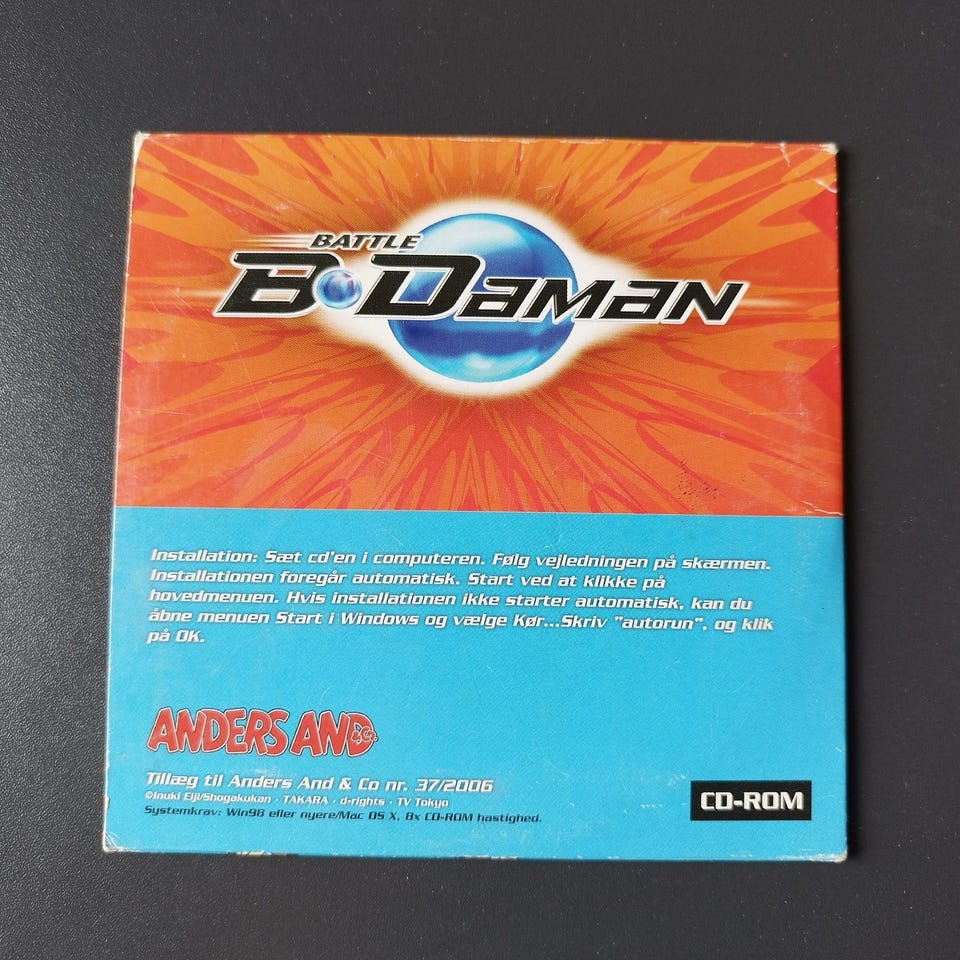 BATTLE
B-DAMAN
Installation: Sæt cd'en i computeren. Følg vejledningen på skærmen.
Installationen foregår automatisk. Start ved at klikke på
hovedmenuen. Hvis installationen ikke starter automatisk, kan du
åbne menuen Start i Windows og vælge Kør...Skriv "autorun", og klik
på OK.
ANDERS AND & Co.
Tillæg til Anders And & Co nr. 37/2006
©Inuki Eiji/Shogakukan · TAKARA · d-rights · TV Tokyo
Systemkrav: Win98 eller nyere/Mac OS X, 8x CD-ROM hastighed.
CD-ROM